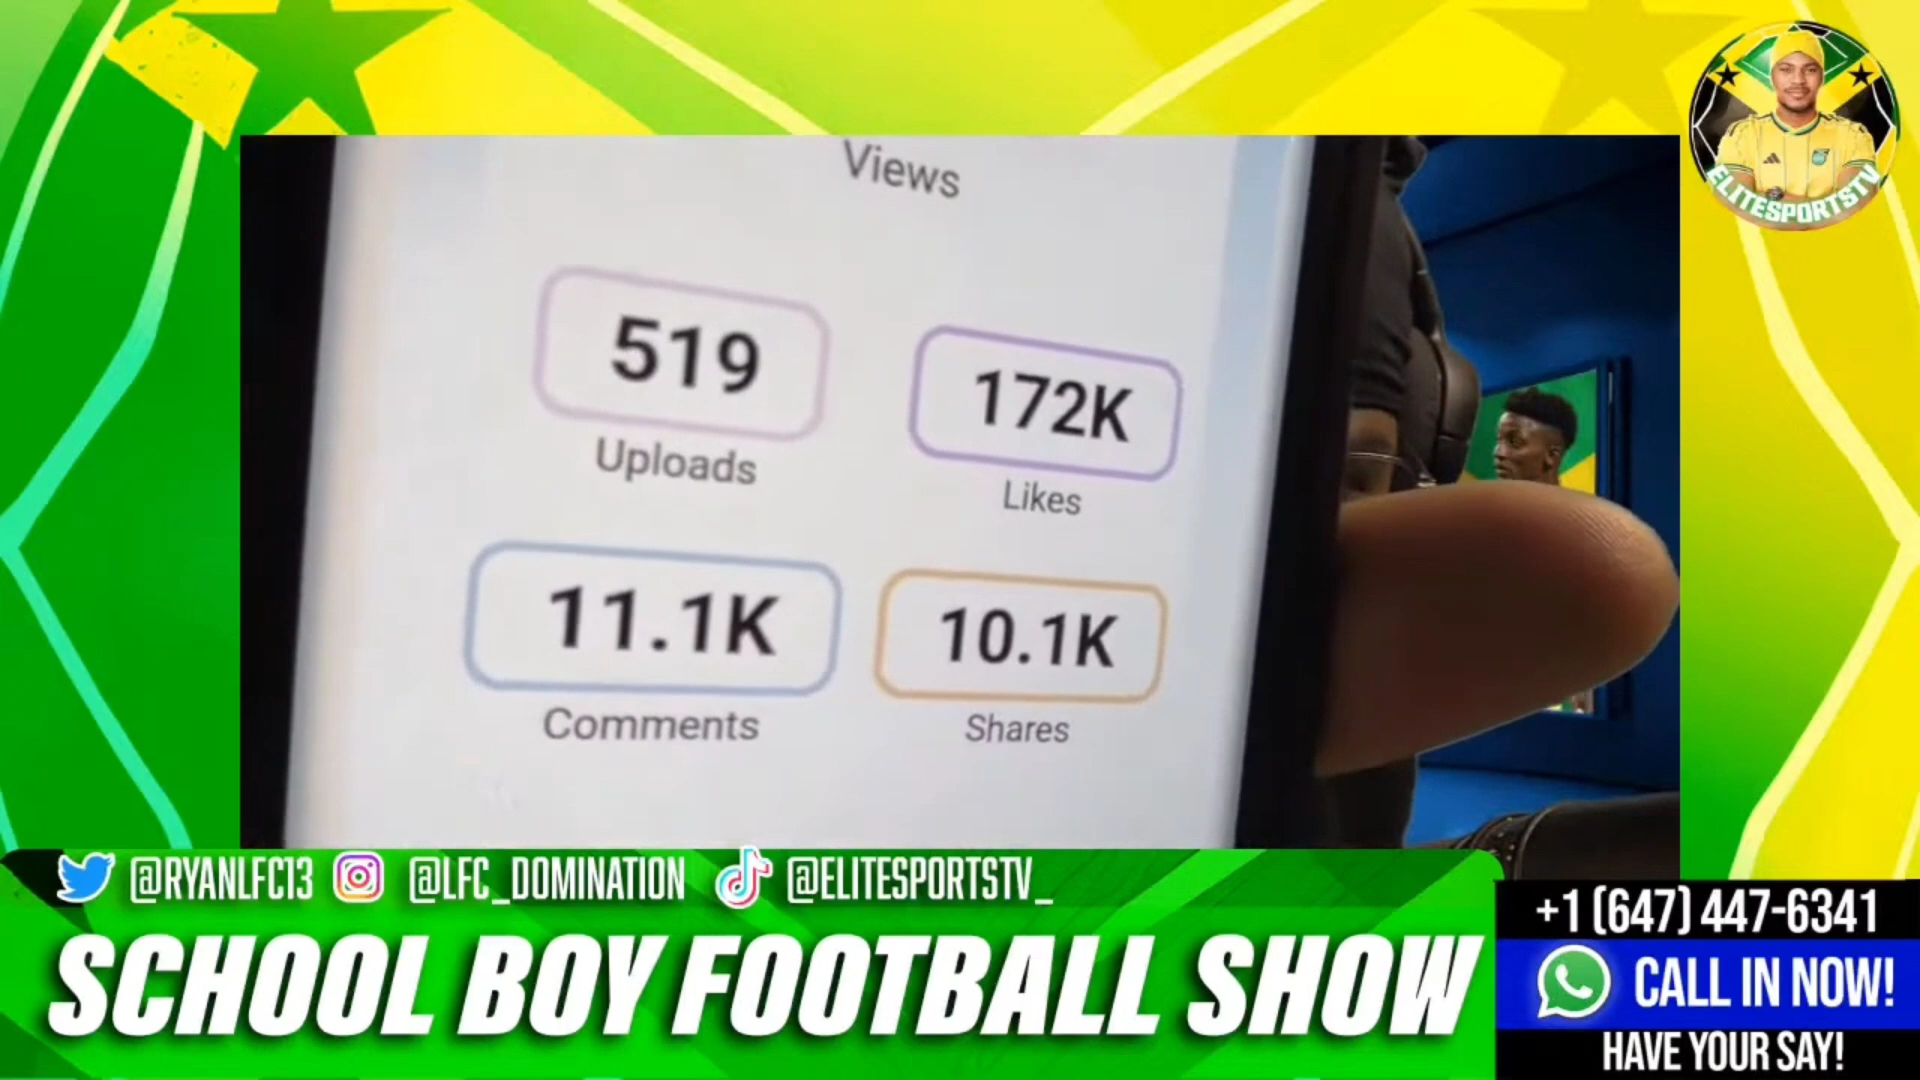 Views
519
172K
Uploads
Likes
11.1K
10.1K
Comments
Shares
ELITESPORTSTV
@RYANLFC13 @LFC_DOMINATION @ELITESPORTSTV_
SCHOOL BOY FOOTBALL SHOW
+1 (647) 447-6341
CALL IN NOW!
HAVE YOUR SAY!